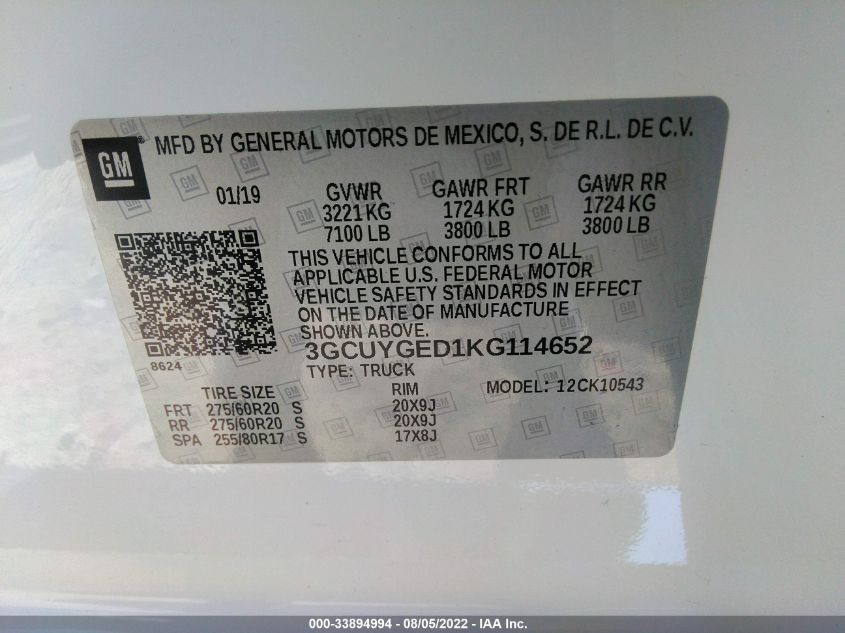 GM® MFD BY GENERAL MOTORS DE MEXICO, S. DE R.L. DE C.V.
01/19 GVWR GAWR FRT GAWR RR
3221 KG 1724 KG 1724 KG
7100 LB 3800 LB 3800 LB
THIS VEHICLE CONFORMS TO ALL
APPLICABLE U.S. FEDERAL MOTOR
VEHICLE SAFETY STANDARDS IN EFFECT
ON THE DATE OF MANUFACTURE
SHOWN ABOVE.
8624 3GCUYGED1KG114652
TYPE: TRUCK MODEL: 12CK10543
TIRE SIZE RIM
FRT 275/60R20 S 20X9J
RR 275/60R20 S 20X9J
SPA 255/80R17 S 17X8J
000-33894994 - 08/05/2022 - IAA Inc.